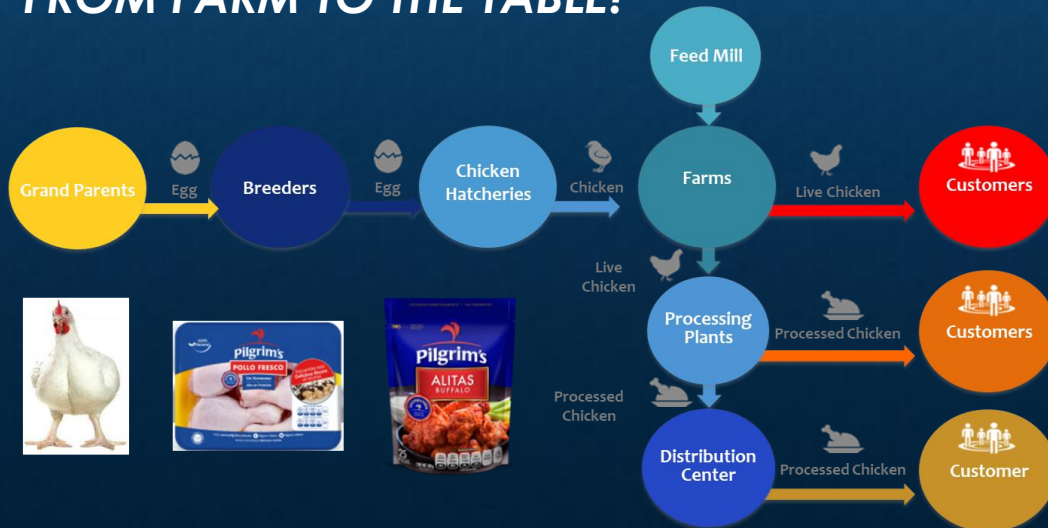 FROM FARM TO THE TABLE!
Feed Mill
Grand Parents
Egg
Breeders
Egg
Chicken
Hatcheries
Chicken
Farms
Live Chicken
Customers
Live
Chicken
Processing
Plants
Processed Chicken
Customers
Processed
Chicken
Distribution
Center
Processed Chicken
Customer
Pilgrim's
POLLO FRESCO
Pilgrim's
ALITAS
BUFFALO
25